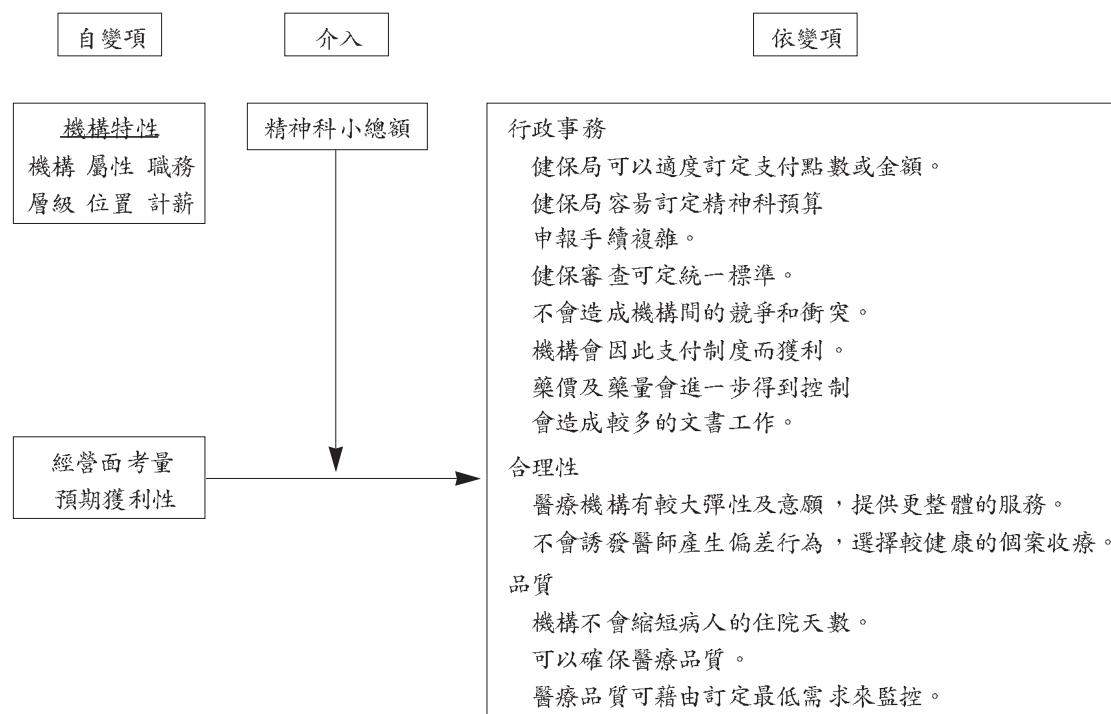 自變項
介入
依變項
機構特性
機構 屬性 職務
層級 位置 計薪
精神科小總額
行政事務
健保局可以適度訂定支付點數或金額。
健保局容易訂定精神科預算
申報手續複雜。
健保審查可定統一標準。
不會造成機構間的競爭和衝突。
機構會因此支付制度而獲利。
藥價及藥量會進一步得到控制
會造成較多的文書工作。
經營面考量
預期獲利性
合理性
醫療機構有較大彈性及意願，提供更整體的服務。
不會誘發醫師產生偏差行為，選擇較健康的個案收療。
品質
機構不會縮短病人的住院天數。
可以確保醫療品質。
醫療品質可藉由訂定最低需求來監控。